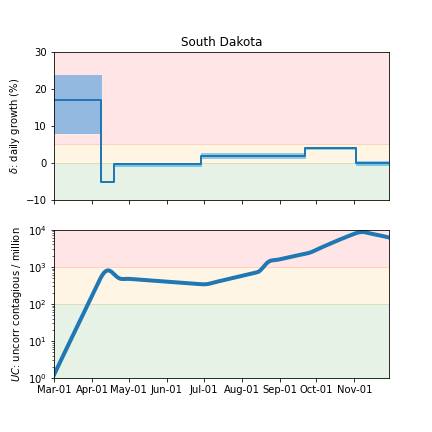 South Dakota
δ: daily growth (%)
30
20
10
0
−10
UC: uncorr contagious / million
10⁴
10³
10²
10¹
10⁰
Mar-01 Apr-01 May-01 Jun-01 Jul-01 Aug-01 Sep-01 Oct-01 Nov-01